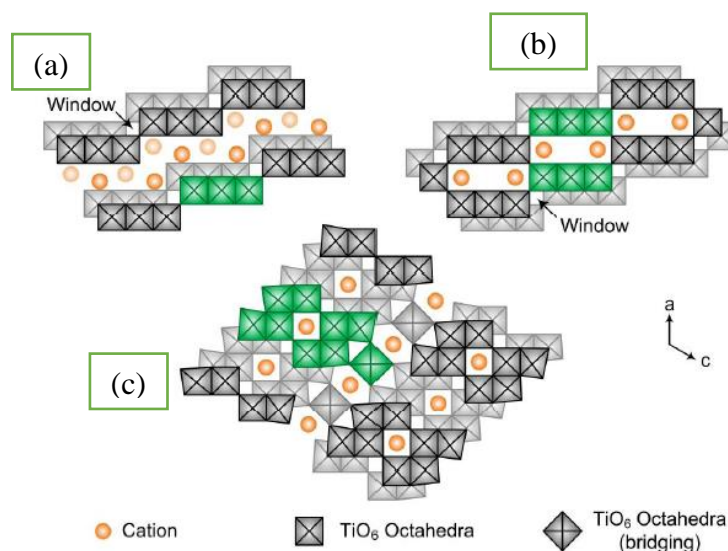 (a)
(b)
Window
Window
(c)
a
c
Cation
TiO₆ Octahedra
TiO₆ Octahedra
(bridging)